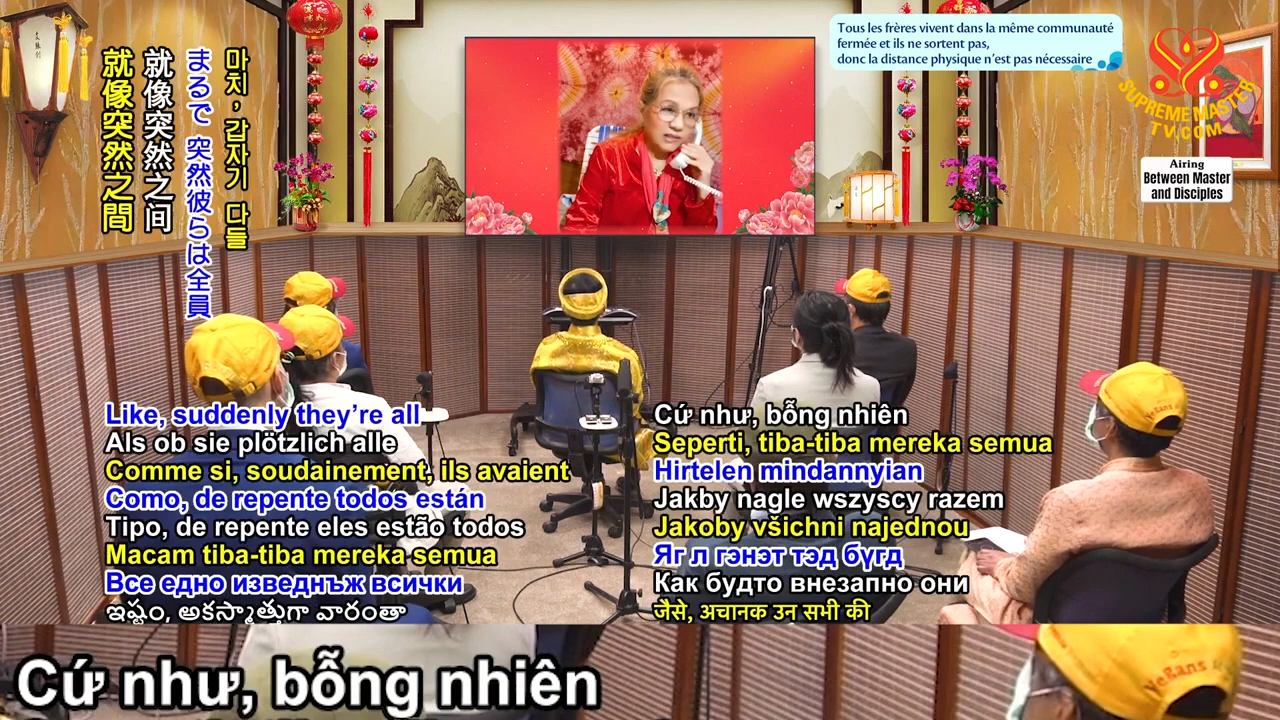 Tous les frères vivent dans la même communauté
fermée et ils ne sortent pas,
donc la distance physique n'est pas nécessaire
SUPREME MASTER
TV.COM
Airing
Between Master
and Disciples
마치, 갑자기 다들
まるで 突然彼らは全員
就像突然之间
就像突然之間
Like, suddenly they're all
Als ob sie plötzlich alle
Comme si, soudainement, ils avaient
Como, de repente todos están
Tipo, de repente eles estão todos
Macam tiba-tiba mereka semua
Все едно изведнъж всички
ఇష్టం, అకస్మాత్తుగా వారంతా
Cứ như, bỗng nhiên
Seperti, tiba-tiba mereka semua
Hirtelen mindannyian
Jakby nagle wszyscy razem
Jakoby všichni najednou
Яг л гэнэт тэд бүгд
Как будто внезапно они
जैसे, अचानक उन सभी की
Vegans
Cứ như, bỗng nhiên
Vegans